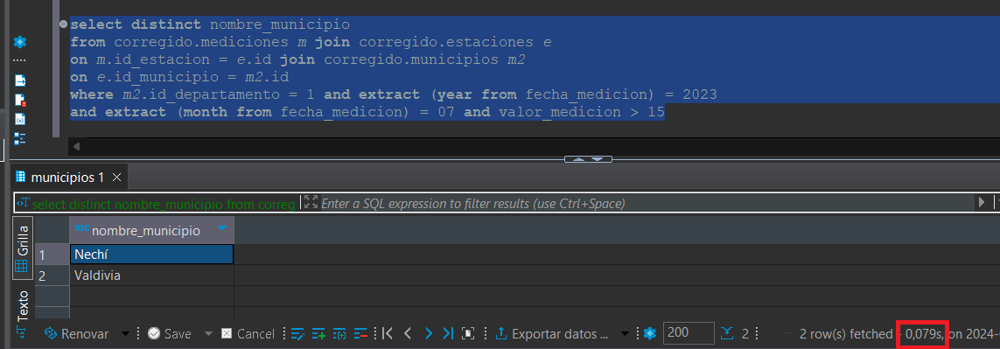 select distinct nombre_municipio
from corregido.mediciones m join corregido.estaciones e
on m.id_estacion = e.id join corregido.municipios m2
on e.id_municipio = m2.id
where m2.id_departamento = 1 and extract (year from fecha_medicion) = 2023
and extract (month from fecha_medicion) = 07 and valor_medicion > 15
municipios 1
select distinct nombre_municipio from correg
Enter a SQL expression to filter results (use Ctrl+Space)
Grilla
nombre_municipio
1 Nechí
2 Valdivia
Texto
Renovar Save Cancel Exportar datos ... 200 2 ... 2 row(s) fetched - 0,079s, on 2024-